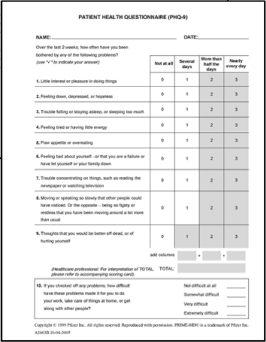 PATIENT HEALTH QUESTIONNAIRE (PHQ-9)
NAME: DATE:
Over the last 2 weeks, how often have you been
bothered by any of the following problems?
(use "✓" to indicate your answer)
Not at all
Several days
More than half the days
Nearly every day
1. Little interest or pleasure in doing things 0 1 2 3
2. Feeling down, depressed, or hopeless 0 1 2 3
3. Trouble falling or staying asleep, or sleeping too much 0 1 2 3
4. Feeling tired or having little energy 0 1 2 3
5. Poor appetite or overeating 0 1 2 3
6. Feeling bad about yourself...or that you are a failure or
have let yourself or your family down 0 1 2 3
7. Trouble concentrating on things, such as reading the
newspaper or watching television 0 1 2 3
8. Moving or speaking so slowly that other people could
have noticed. Or the opposite...being so figety or
restless that you have been moving around a lot more
than usual 0 1 2 3
9. Thoughts that you would be better off dead, or of
hurting yourself 0 1 2 3
add columns + +
(Healthcare professional: For interpretation of TOTAL, TOTAL:
please refer to accompanying scoring card).
10. If you checked off any problems, how difficult
have these problems made it for you to do
your work, take care of things at home, or get
along with other people?
Not difficult at all
Somewhat difficult
Very difficult
Extremely difficult
Copyright © 1999 Pfizer Inc. All rights reserved. Reproduced with permission. PRIME-MD© is a trademark of Pfizer Inc.
A2663B 10-04-2005